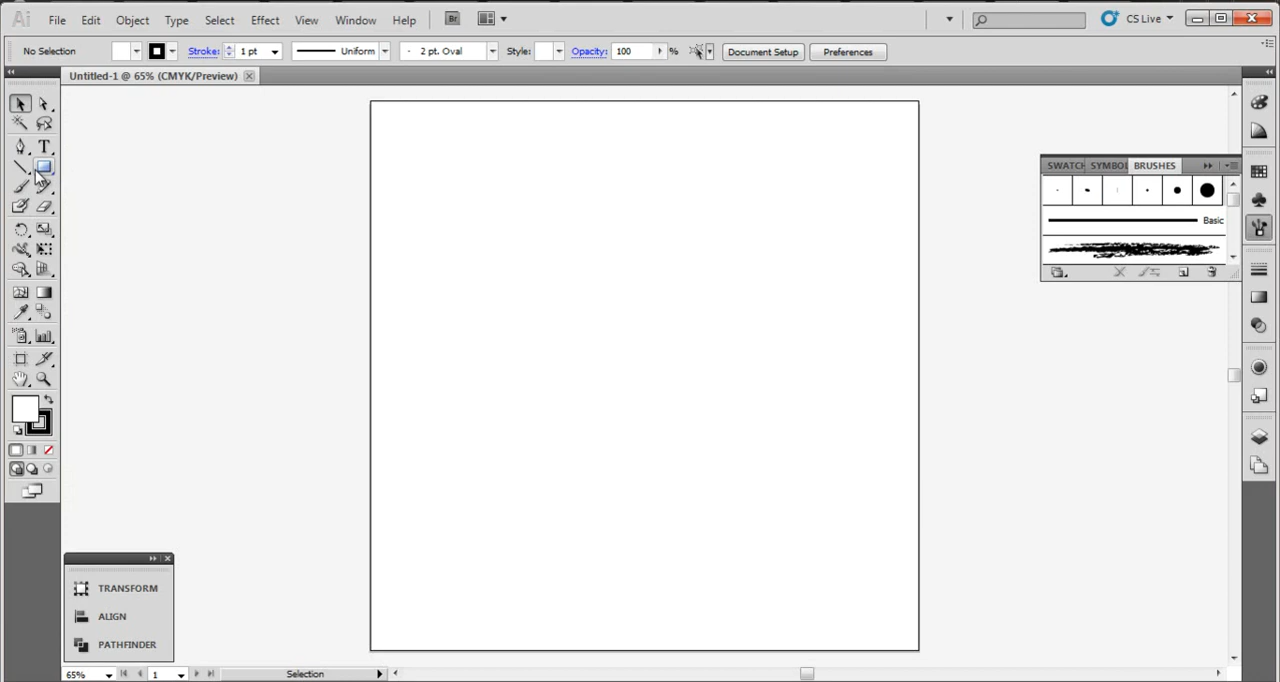 Ai File Edit Object Type Select Effect View Window Help Br CS Live
No Selection Stroke: 1 pt Uniform 2 pt. Oval Style: Opacity: 100 % Document Setup Preferences
Untitled-1 @ 65% (CMYK/Preview)
T
SWATCH SYMBOL BRUSHES
Basic
TRANSFORM
ALIGN
PATHFINDER
65% 1 Selection